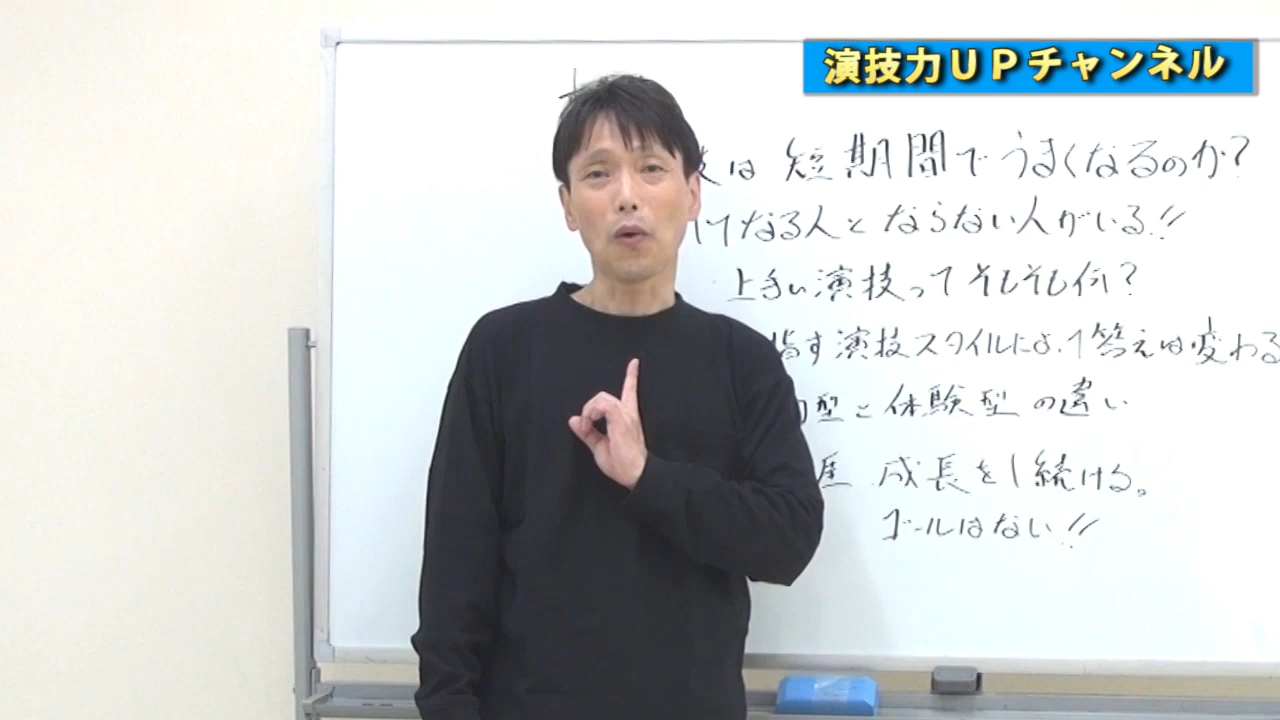 演技力ＵＰチャンネル
は 短期間でうまくなるのか?
なる人とならない人がいる!!
上手い演技ってそもそも何?
指す演技スタイルによって答えは変わる
型と体験型の違い
成長をし続ける。
ゴールはない!!